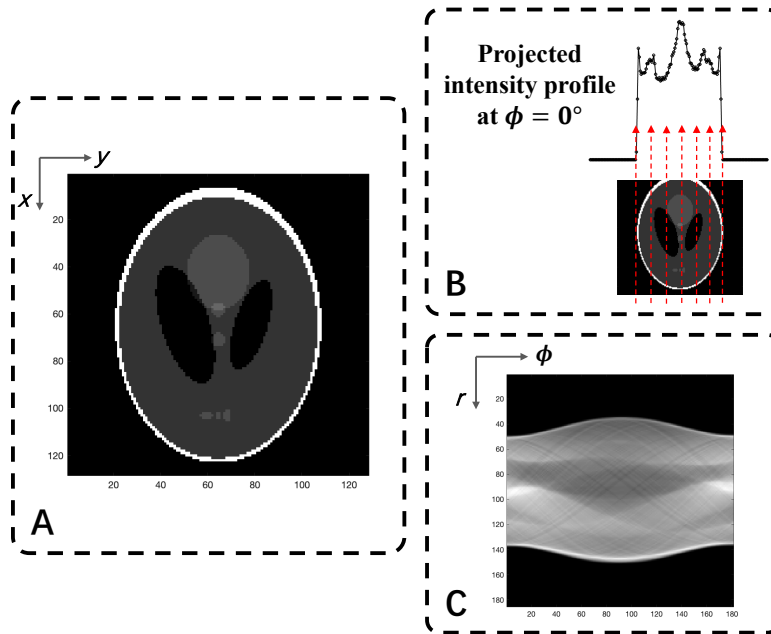 y
x
20
40
60
80
100
120
20 40 60 80 100 120
A
Projected
intensity profile
at ϕ = 0°
B
ϕ
r
20
40
60
80
100
120
140
160
180
20 40 60 80 100 120 140 160 180
C